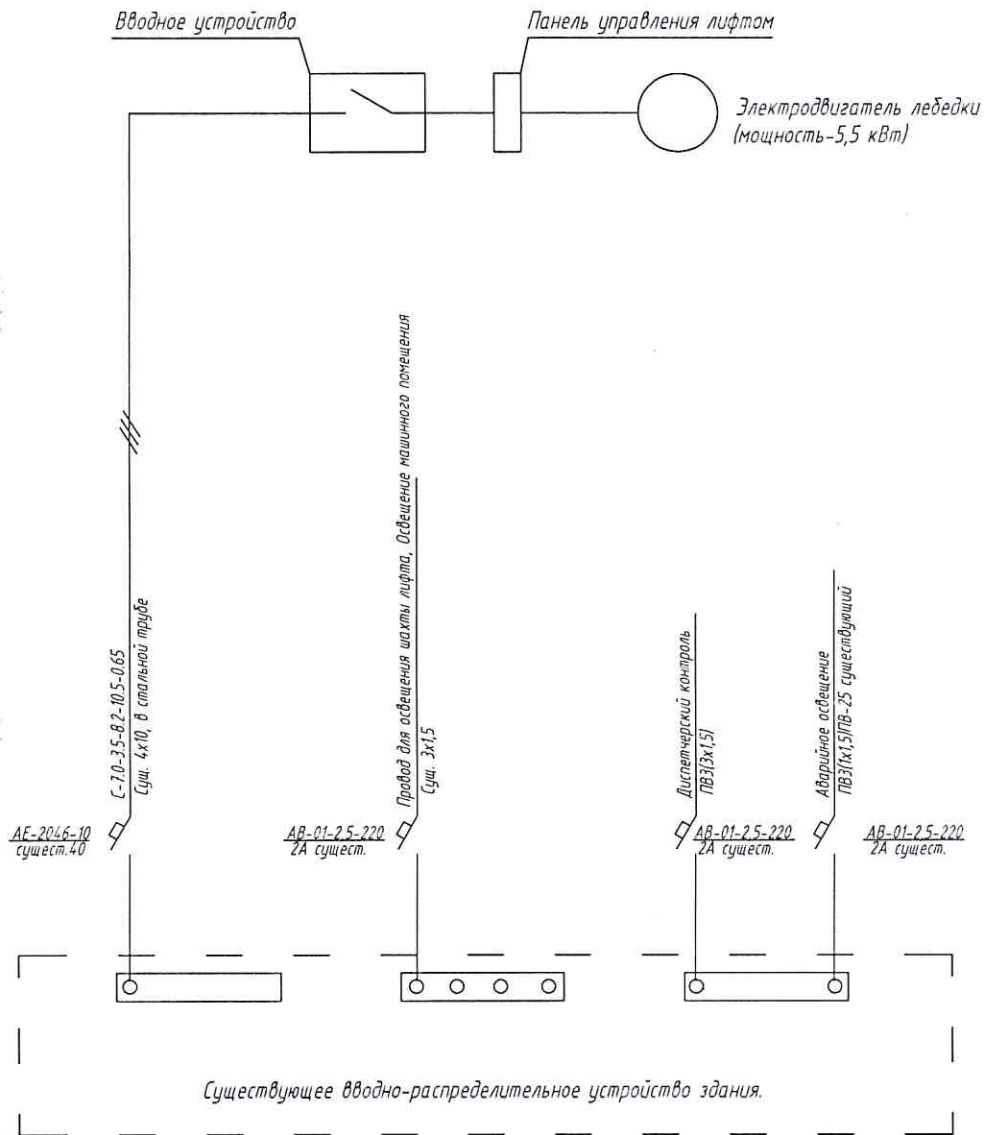 Вводное устройство
Панель управления лифтом
Электродвигатель лебедки
(мощность-5,5 кВт)
С-7.0-3.5-8.2-10.5-0.65
Сущ. 4х10, в стальной трубе
Провод для освещения шахты лифта, Освещение машинного помещения
Сущ. 3х1,5
Диспетчерский контроль
ПВ3(3х1,5)
Аварийное освещение
ПВ3(1х1,5)ПВ-25 существующий
АЕ-2046-10
сущест.40
АВ-01-2,5-220
2А сущест.
АВ-01-2,5-220
2А сущест.
АВ-01-2,5-220
2А сущест.
Существующее вводно-распределительное устройство здания.